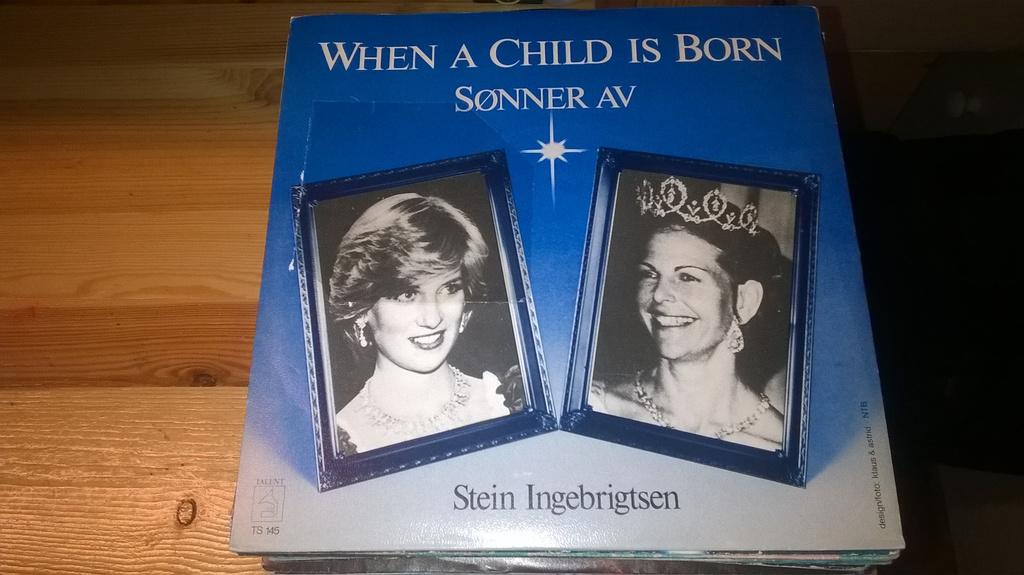 WHEN A CHILD IS BORN
SØNNER AV
Stein Ingebrigtsen
TALENT
TS 145
design/foto: klaus & astrid NTB